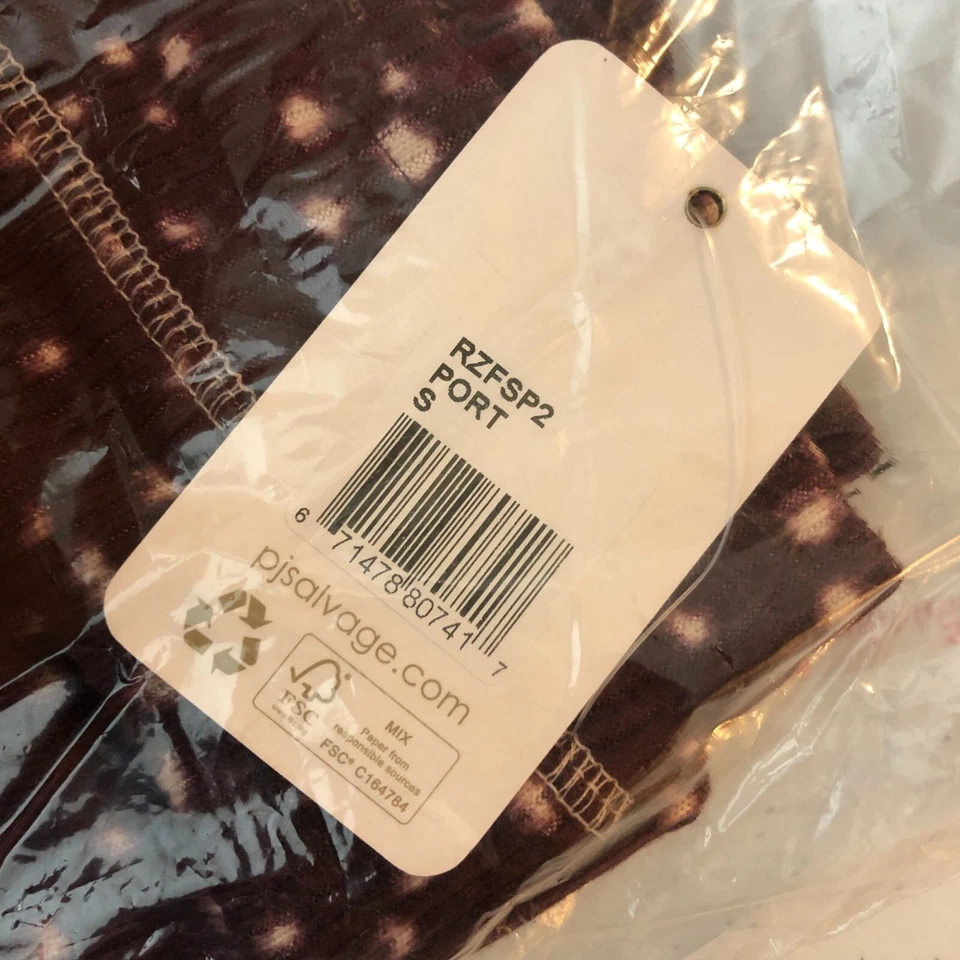 RZFSP2
PORT
S
6 71478 80741 7
pjsalvage.com
FSC
MIX
Paper from
responsible sources
FSC® C164784